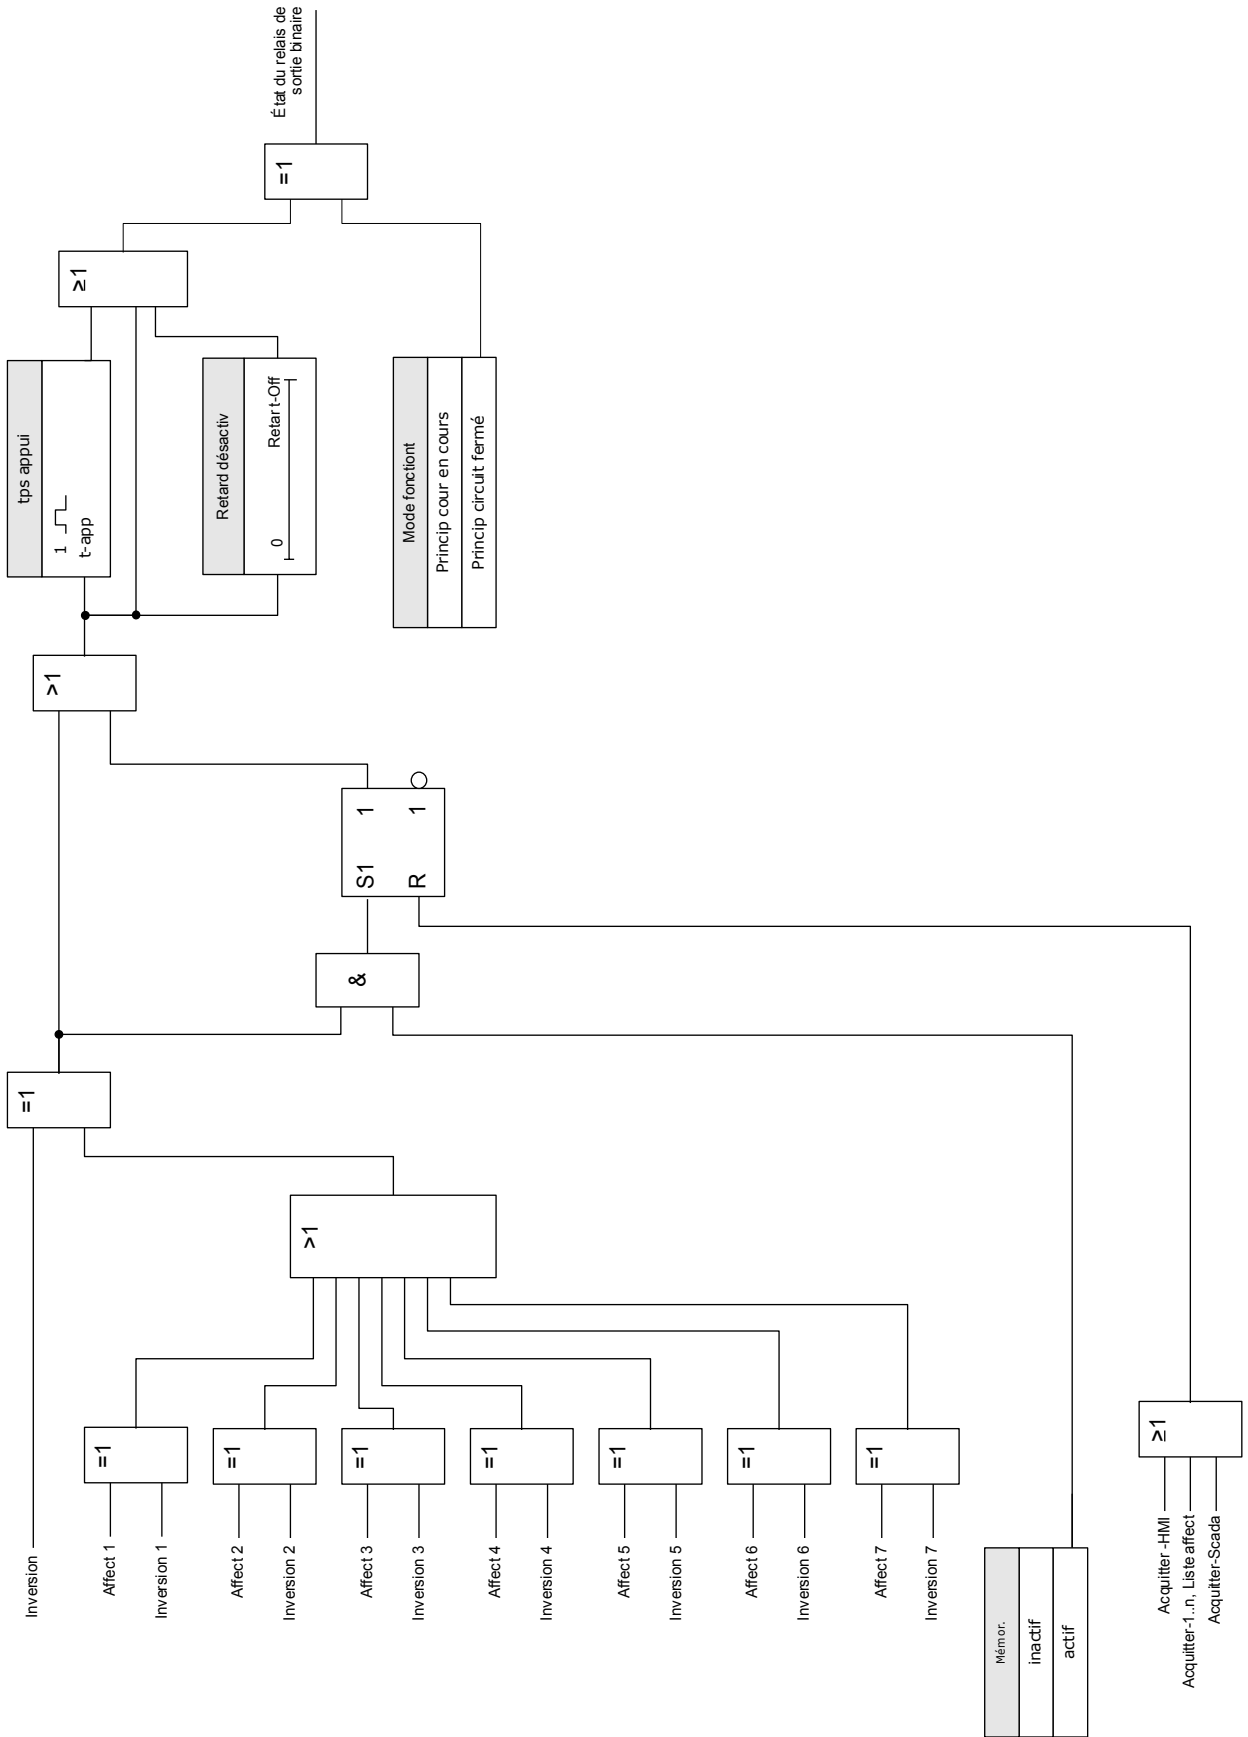 Inversion
Affect 1
Inversion 1
Affect 2
Inversion 2
Affect 3
Inversion 3
Affect 4
Inversion 4
Affect 5
Inversion 5
Affect 6
Inversion 6
Affect 7
Inversion 7
Mémor.
inactif
actif
Acquitter -HMI
Acquitter-1..n, Liste affect
Acquitter-Scada
=1
=1
=1
=1
=1
=1
=1
≥1
>1
=1
&
S1 1
R 1
>1
tps appui
1
t-app
Retard désactiv
0 Retar t-Off
Mode fonctiont
Princip cour en cours
Princip circuit fermé
≥1
=1
État du relais de
sortie binaire